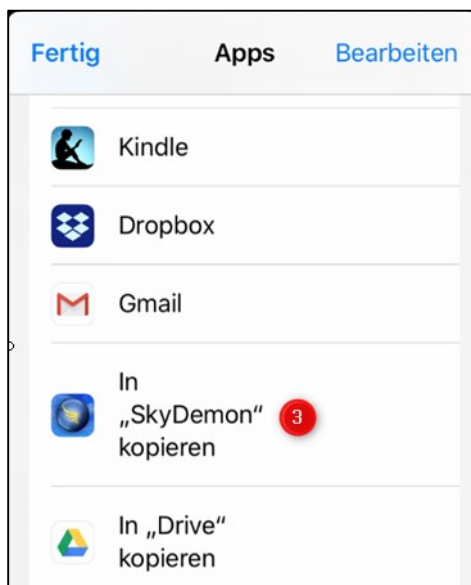 Fertig Apps Bearbeiten
Kindle
Dropbox
Gmail
In
„SkyDemon“ 3
kopieren
In „Drive“
kopieren